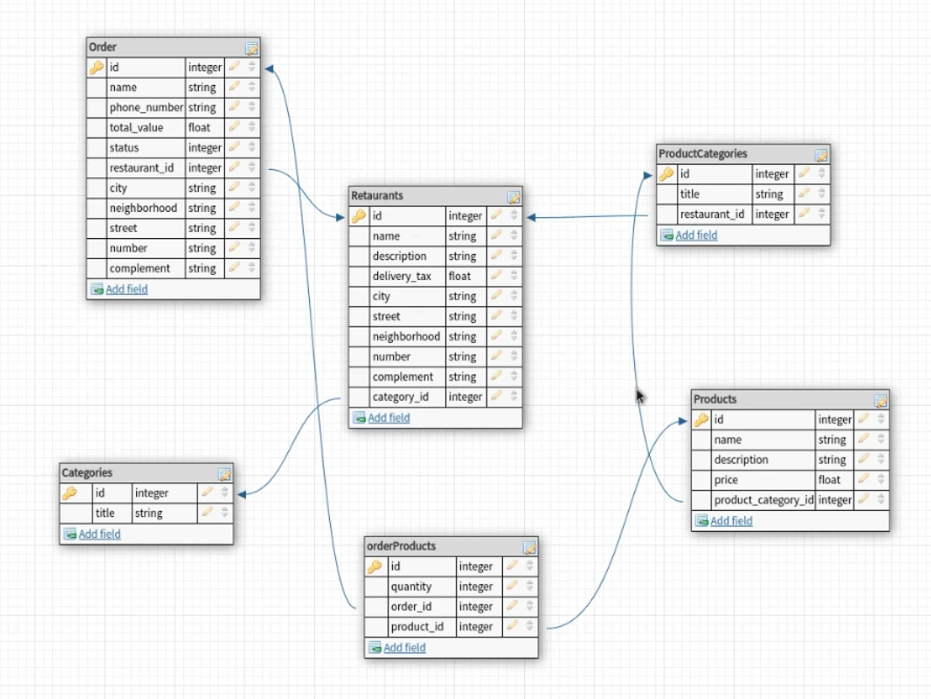 Order
id integer
name string
phone_number string
total_value float
status integer
restaurant_id integer
city string
neighborhood string
street string
number string
complement string
Add field
Retaurants
id integer
name string
description string
delivery_tax float
city string
street string
neighborhood string
number string
complement string
category_id integer
Add field
ProductCategories
id integer
title string
restaurant_id integer
Add field
Categories
id integer
title string
Add field
Products
id integer
name string
description string
price float
product_category_id integer
Add field
orderProducts
id integer
quantity integer
order_id integer
product_id integer
Add field